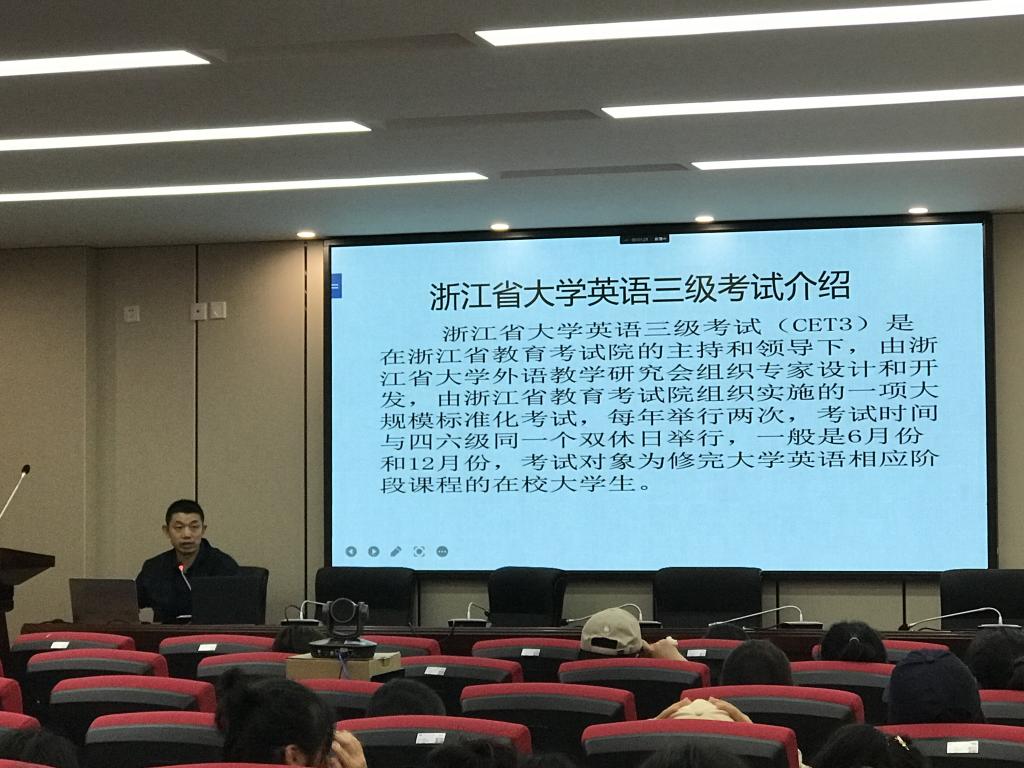 浙江省大学英语三级考试介绍
浙江省大学英语三级考试（CET3）是
在浙江省教育考试院的主持和领导下，由浙
江省大学外语教学研究会组织专家设计和开
发，由浙江省教育考试院组织实施的一项大
规模标准化考试，每年举行两次，考试时间
与四六级同一个双休日举行，一般是6月份
和12月份，考试对象为修完大学英语相应阶
段课程的在校大学生。